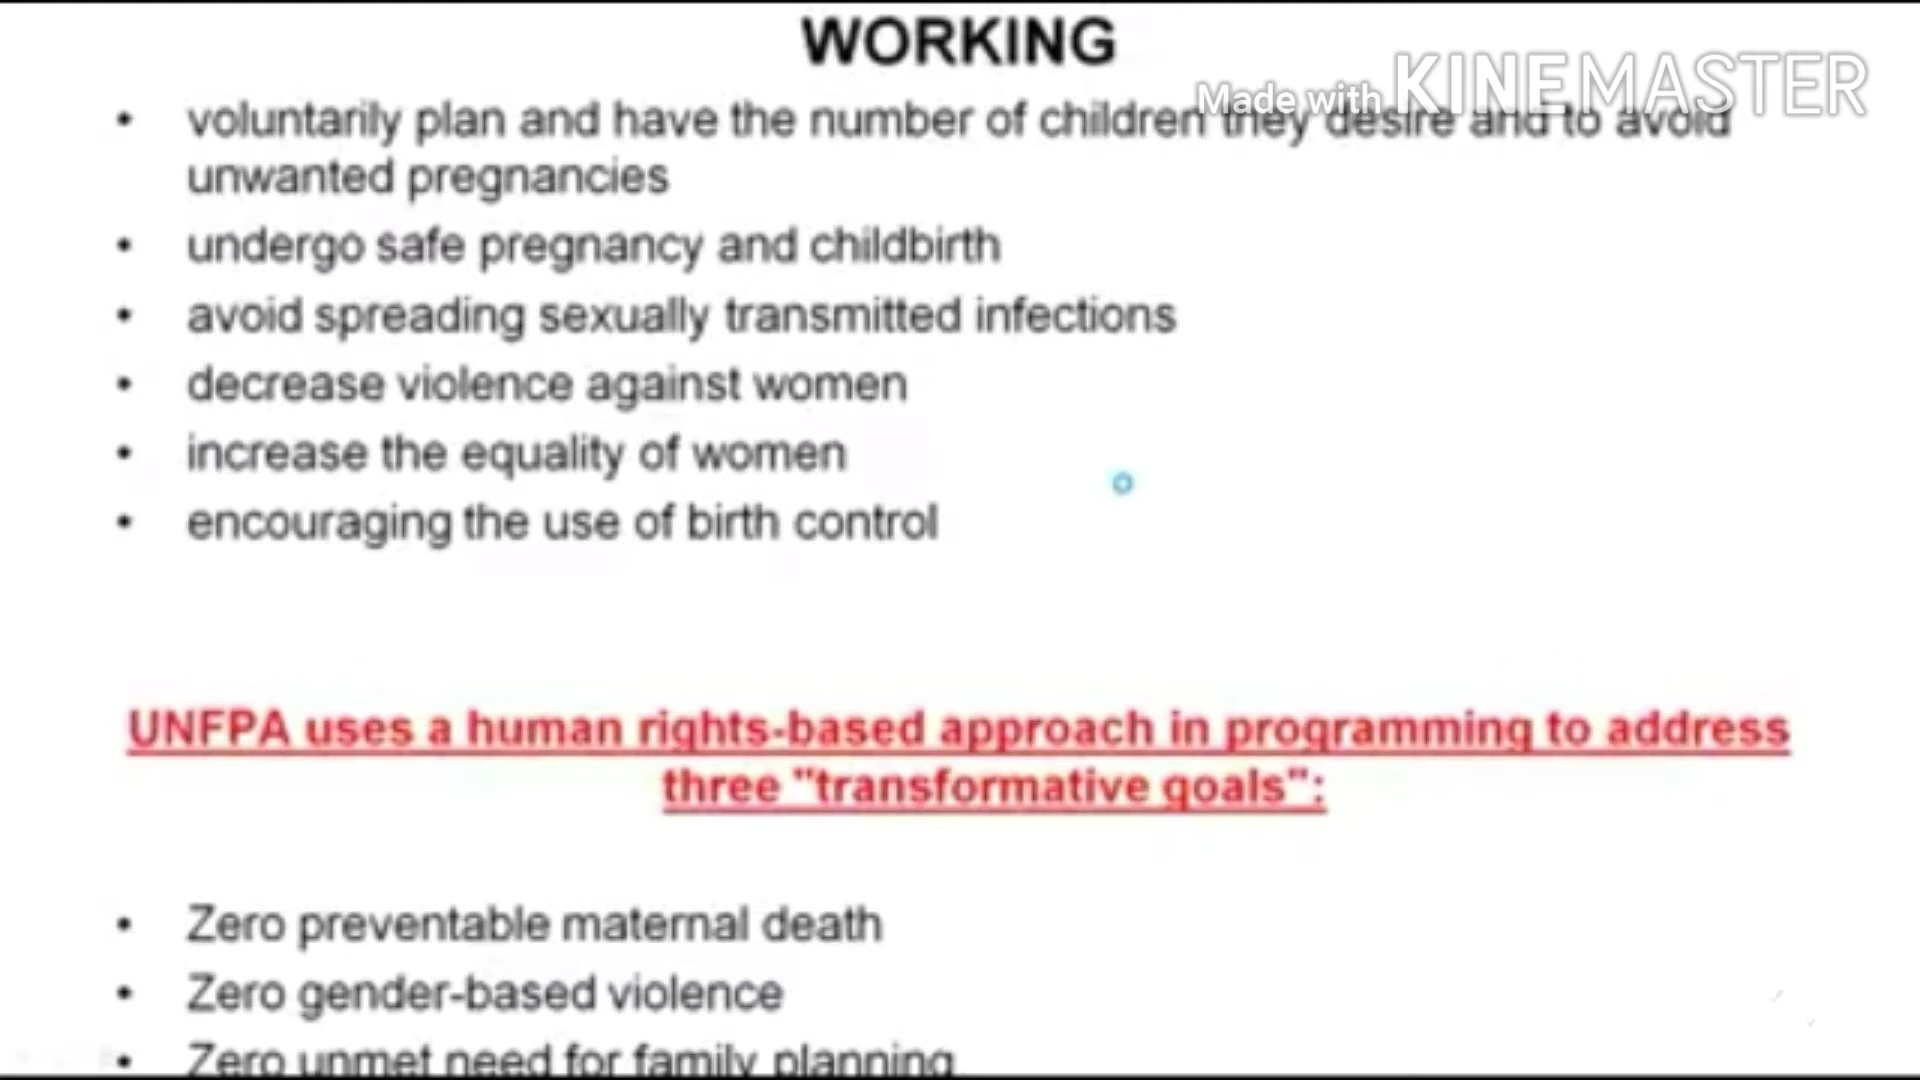 WORKING
Made with KINEMASTER
• voluntarily plan and have the number of children they desire and to avoid
unwanted pregnancies
• undergo safe pregnancy and childbirth
• avoid spreading sexually transmitted infections
• decrease violence against women
• increase the equality of women
• encouraging the use of birth control
UNFPA uses a human rights-based approach in programming to address
three "transformative goals":
• Zero preventable maternal death
• Zero gender-based violence
• Zero unmet need for family planning